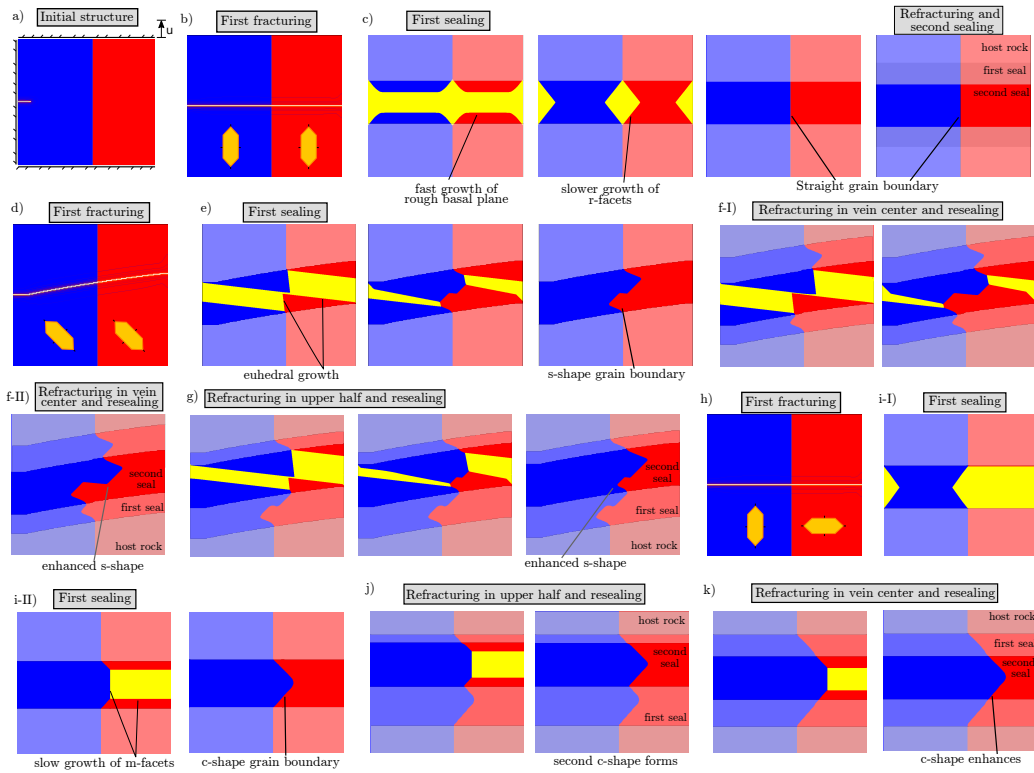 a)
Initial structure
u
b)
First fracturing
c)
First sealing
fast growth of
rough basal plane
slower growth of
r-facets
Refracturing and
second sealing
host rock
first seal
second seal
Straight grain boundary
d)
First fracturing
e)
First sealing
euhedral growth
s-shape grain boundary
f-I)
Refracturing in vein center and resealing
f-II)
Refracturing in vein
center and resealing
second
seal
first seal
host rock
enhanced s-shape
g)
Refracturing in upper half and resealing
second
seal
first seal
host rock
enhanced s-shape
h)
First fracturing
i-I)
First sealing
i-II)
First sealing
slow growth of m-facets
c-shape grain boundary
j)
Refracturing in upper half and resealing
host rock
second
seal
first seal
second c-shape forms
k)
Refracturing in vein center and resealing
host rock
first seal
second
seal
c-shape enhances